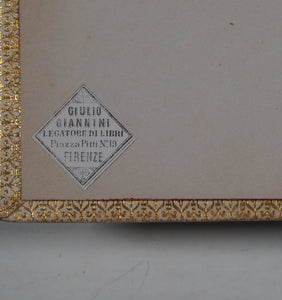 GIULIO
GIANNINI
LEGATORE DI LIBRI
Piazza Pitti N.19
FIRENZE